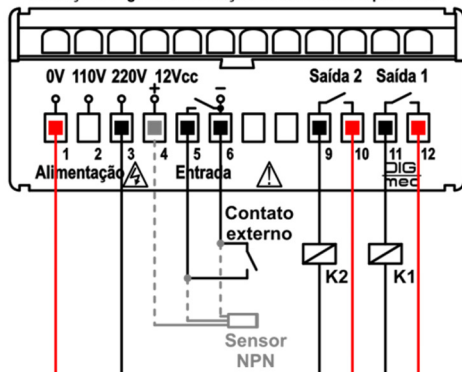 0V 110V 220V 12Vcc
+ −
Saída 2 Saída 1
1 2 3 4 5 6 9 10 11 12
Alimentação Entrada
DIG
mec
Contato
externo
K2 K1
Sensor
NPN